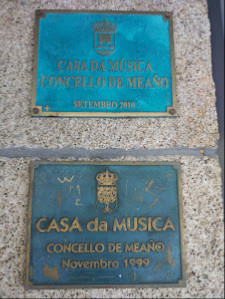 CASA DA MÚSICA
CONCELLO DE MEAÑO
SETEMBRO 2010
CASA da MUSICA
CONCELLO DE MEAÑO
Novembro 1999